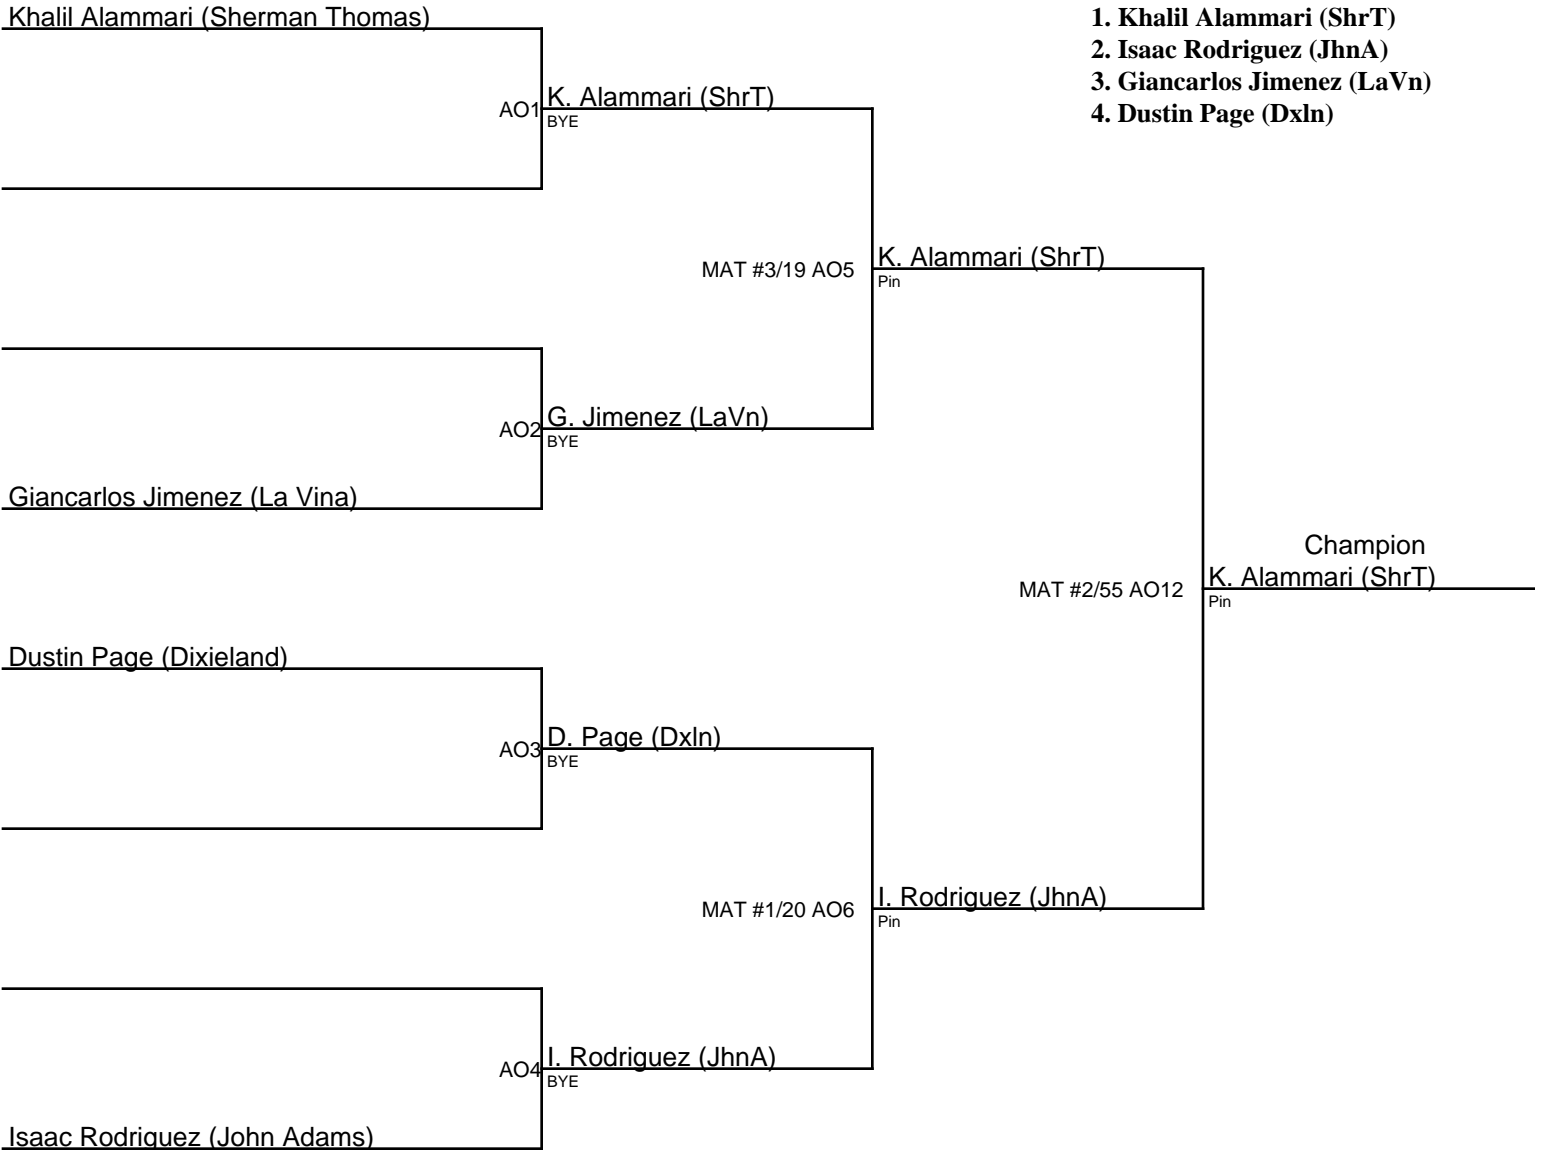 Khalil Alammari (Sherman Thomas)
1. Khalil Alammari (ShrT)
2. Isaac Rodriguez (JhnA)
3. Giancarlos Jimenez (LaVn)
4. Dustin Page (Dxln)
AO1
K. Alammari (ShrT)
BYE
MAT #3/19 AO5
K. Alammari (ShrT)
Pin
AO2
G. Jimenez (LaVn)
BYE
Giancarlos Jimenez (La Vina)
Champion
MAT #2/55 AO12
K. Alammari (ShrT)
Pin
Dustin Page (Dixieland)
AO3
D. Page (Dxln)
BYE
MAT #1/20 AO6
I. Rodriguez (JhnA)
Pin
AO4
I. Rodriguez (JhnA)
BYE
Isaac Rodriguez (John Adams)